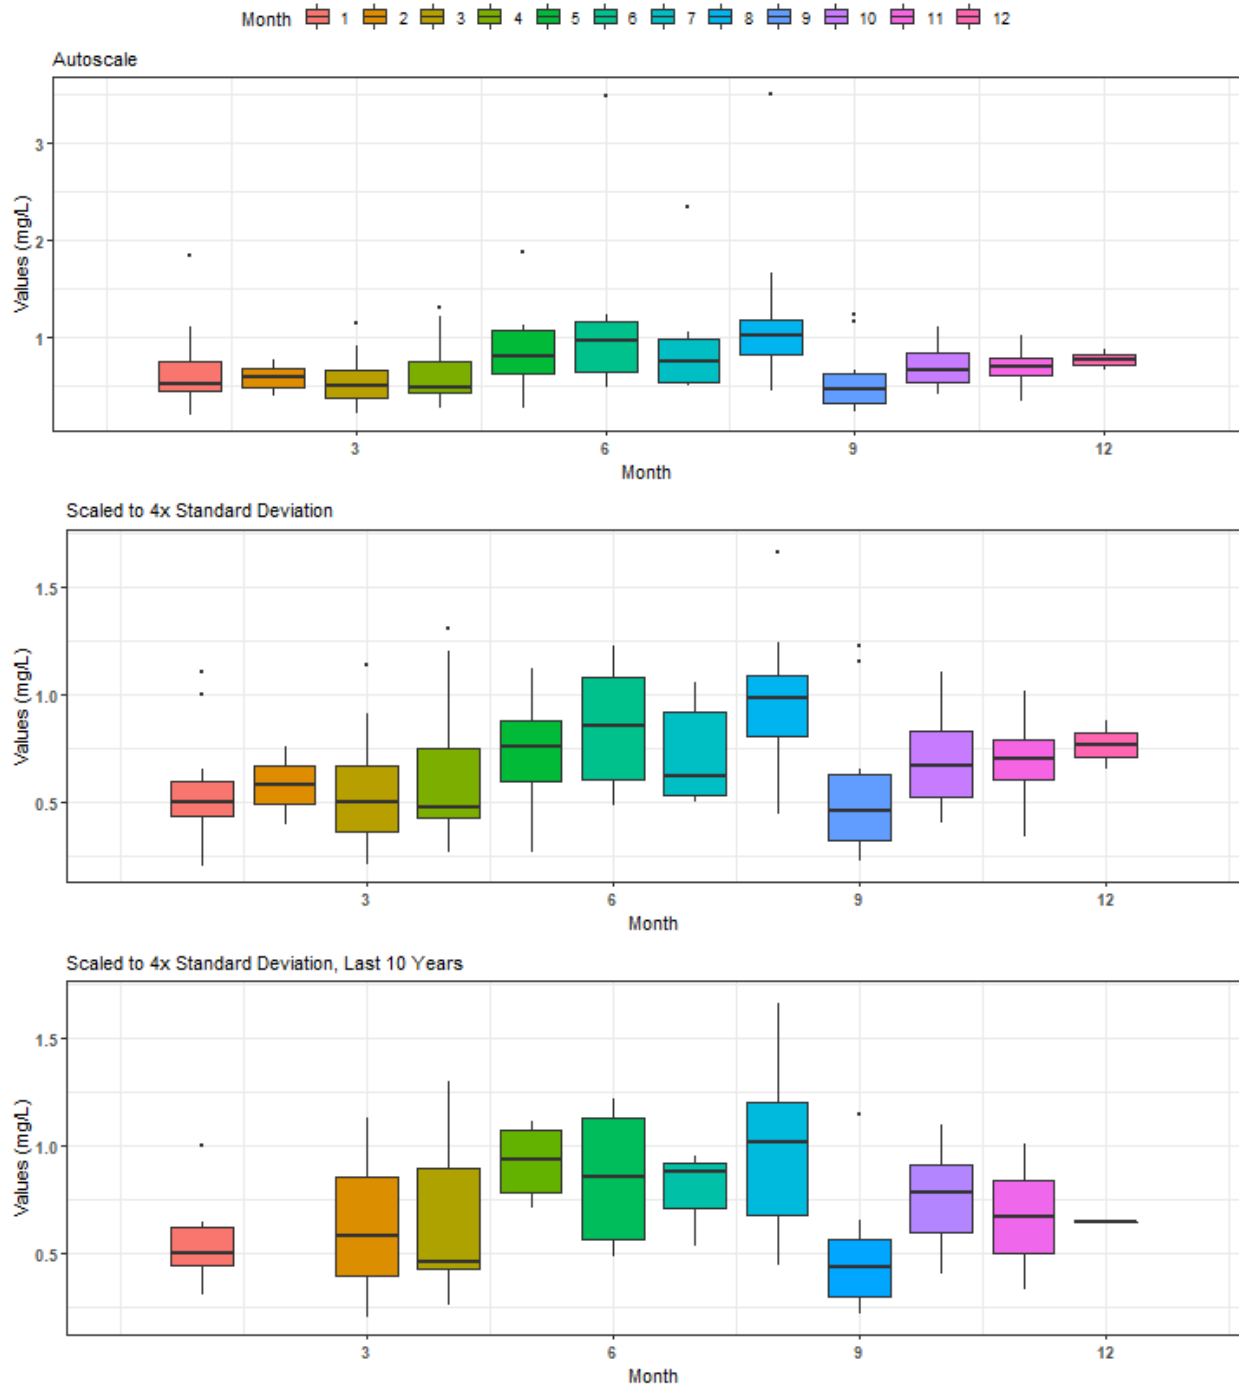 Month 1 2 3 4 5 6 7 8 9 10 11 12
Autoscale
Values (mg/L)
3
2
1
3 6 9 12
Month
Scaled to 4x Standard Deviation
Values (mg/L)
1.5
1.0
0.5
3 6 9 12
Month
Scaled to 4x Standard Deviation, Last 10 Years
Values (mg/L)
1.5
1.0
0.5
3 6 9 12
Month